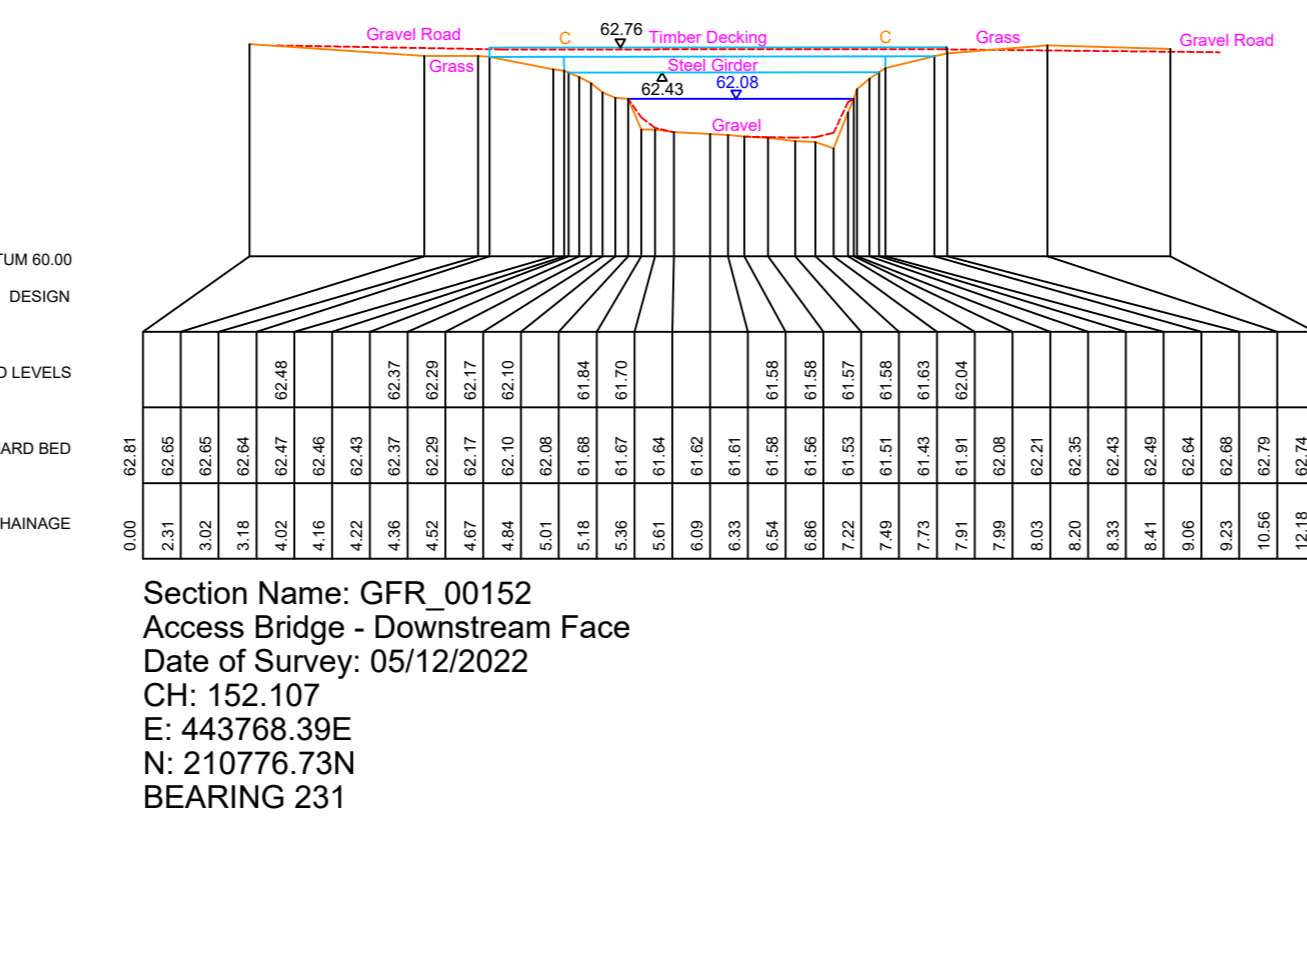 62.76
Gravel Road
C
Timber Decking
C
Grass
Gravel Road
Grass
Steel Girder
62.43
62.08
Gravel
TUM 60.00
DESIGN
D LEVELS
62.48 62.37 62.29 62.17 62.10 61.84 61.70 61.58 61.58 61.57 61.58 61.63 62.04
ARD BED
62.81 62.65 62.65 62.64 62.47 62.46 62.43 62.37 62.29 62.17 62.10 62.08 61.68 61.67 61.64 61.62 61.61 61.58 61.56 61.53 61.51 61.43 61.91 62.08 62.21 62.35 62.43 62.49 62.64 62.68 62.79 62.74
HAINAGE
0.00 2.31 3.02 3.18 4.02 4.16 4.22 4.36 4.52 4.67 4.84 5.01 5.18 5.36 5.61 6.09 6.33 6.54 6.86 7.22 7.49 7.73 7.91 7.99 8.03 8.20 8.33 8.41 9.06 9.23 10.56 12.18
Section Name: GFR_00152
Access Bridge - Downstream Face
Date of Survey: 05/12/2022
CH: 152.107
E: 443768.39E
N: 210776.73N
BEARING 231